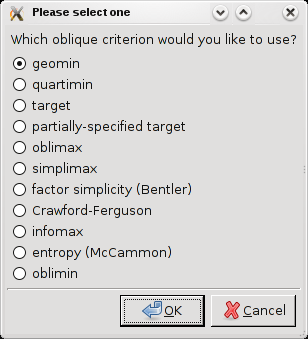 Please select one
Which oblique criterion would you like to use?
geomin
quartimin
target
partially-specified target
oblimax
simplimax
factor simplicity (Bentler)
Crawford-Ferguson
infomax
entropy (McCammon)
oblimin
OK
Cancel